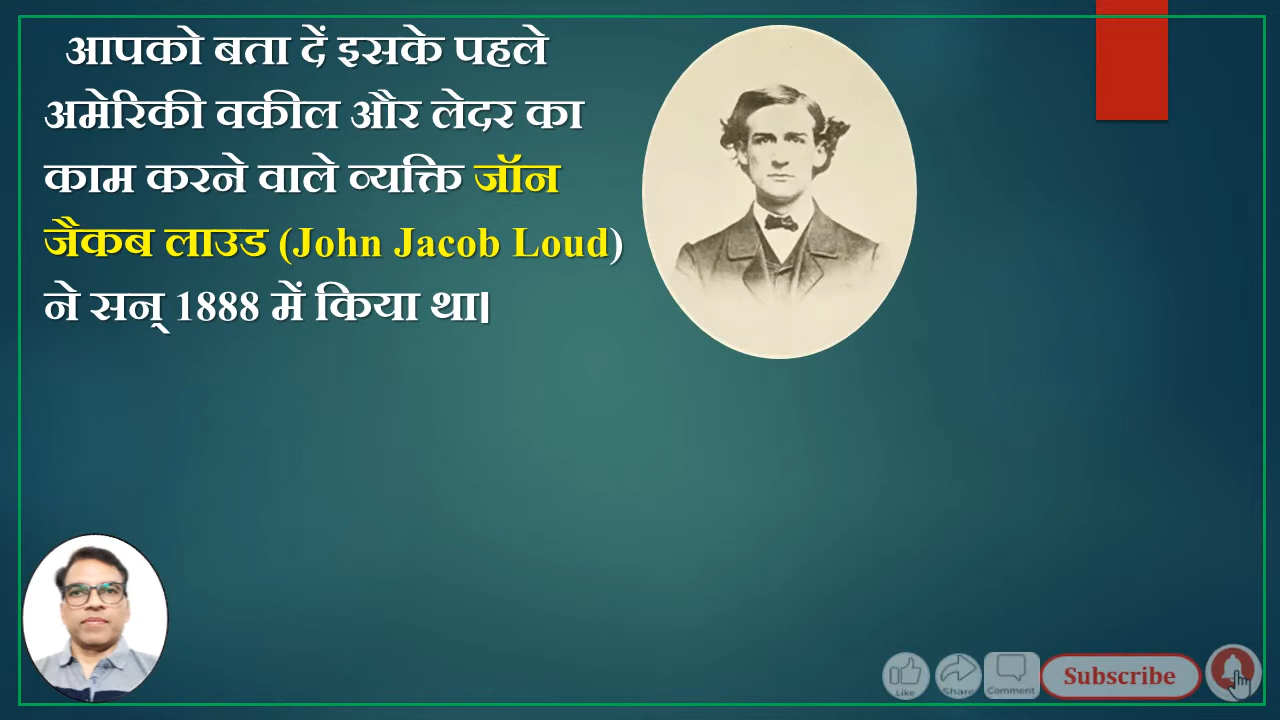 आपको बता दें इसके पहले
अमेरिकी वकील और लेदर का
काम करने वाले व्यक्ति जॉन
जैकब लाउड (John Jacob Loud)
ने सन् 1888 में किया था।
Like
Share
Comment
Subscribe